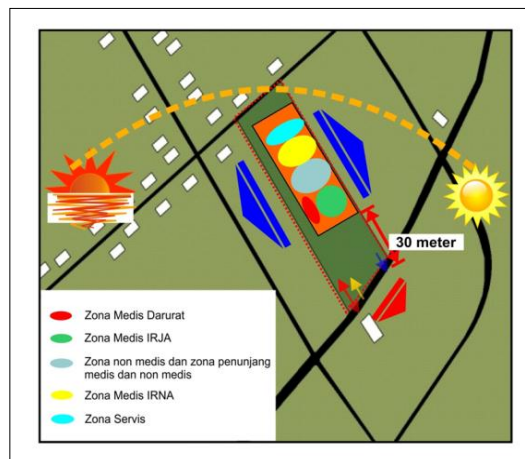 30 meter
Zona Medis Darurat
Zona Medis IRJA
Zona non medis dan zona penunjang
medis dan non medis
Zona Medis IRNA
Zona Servis